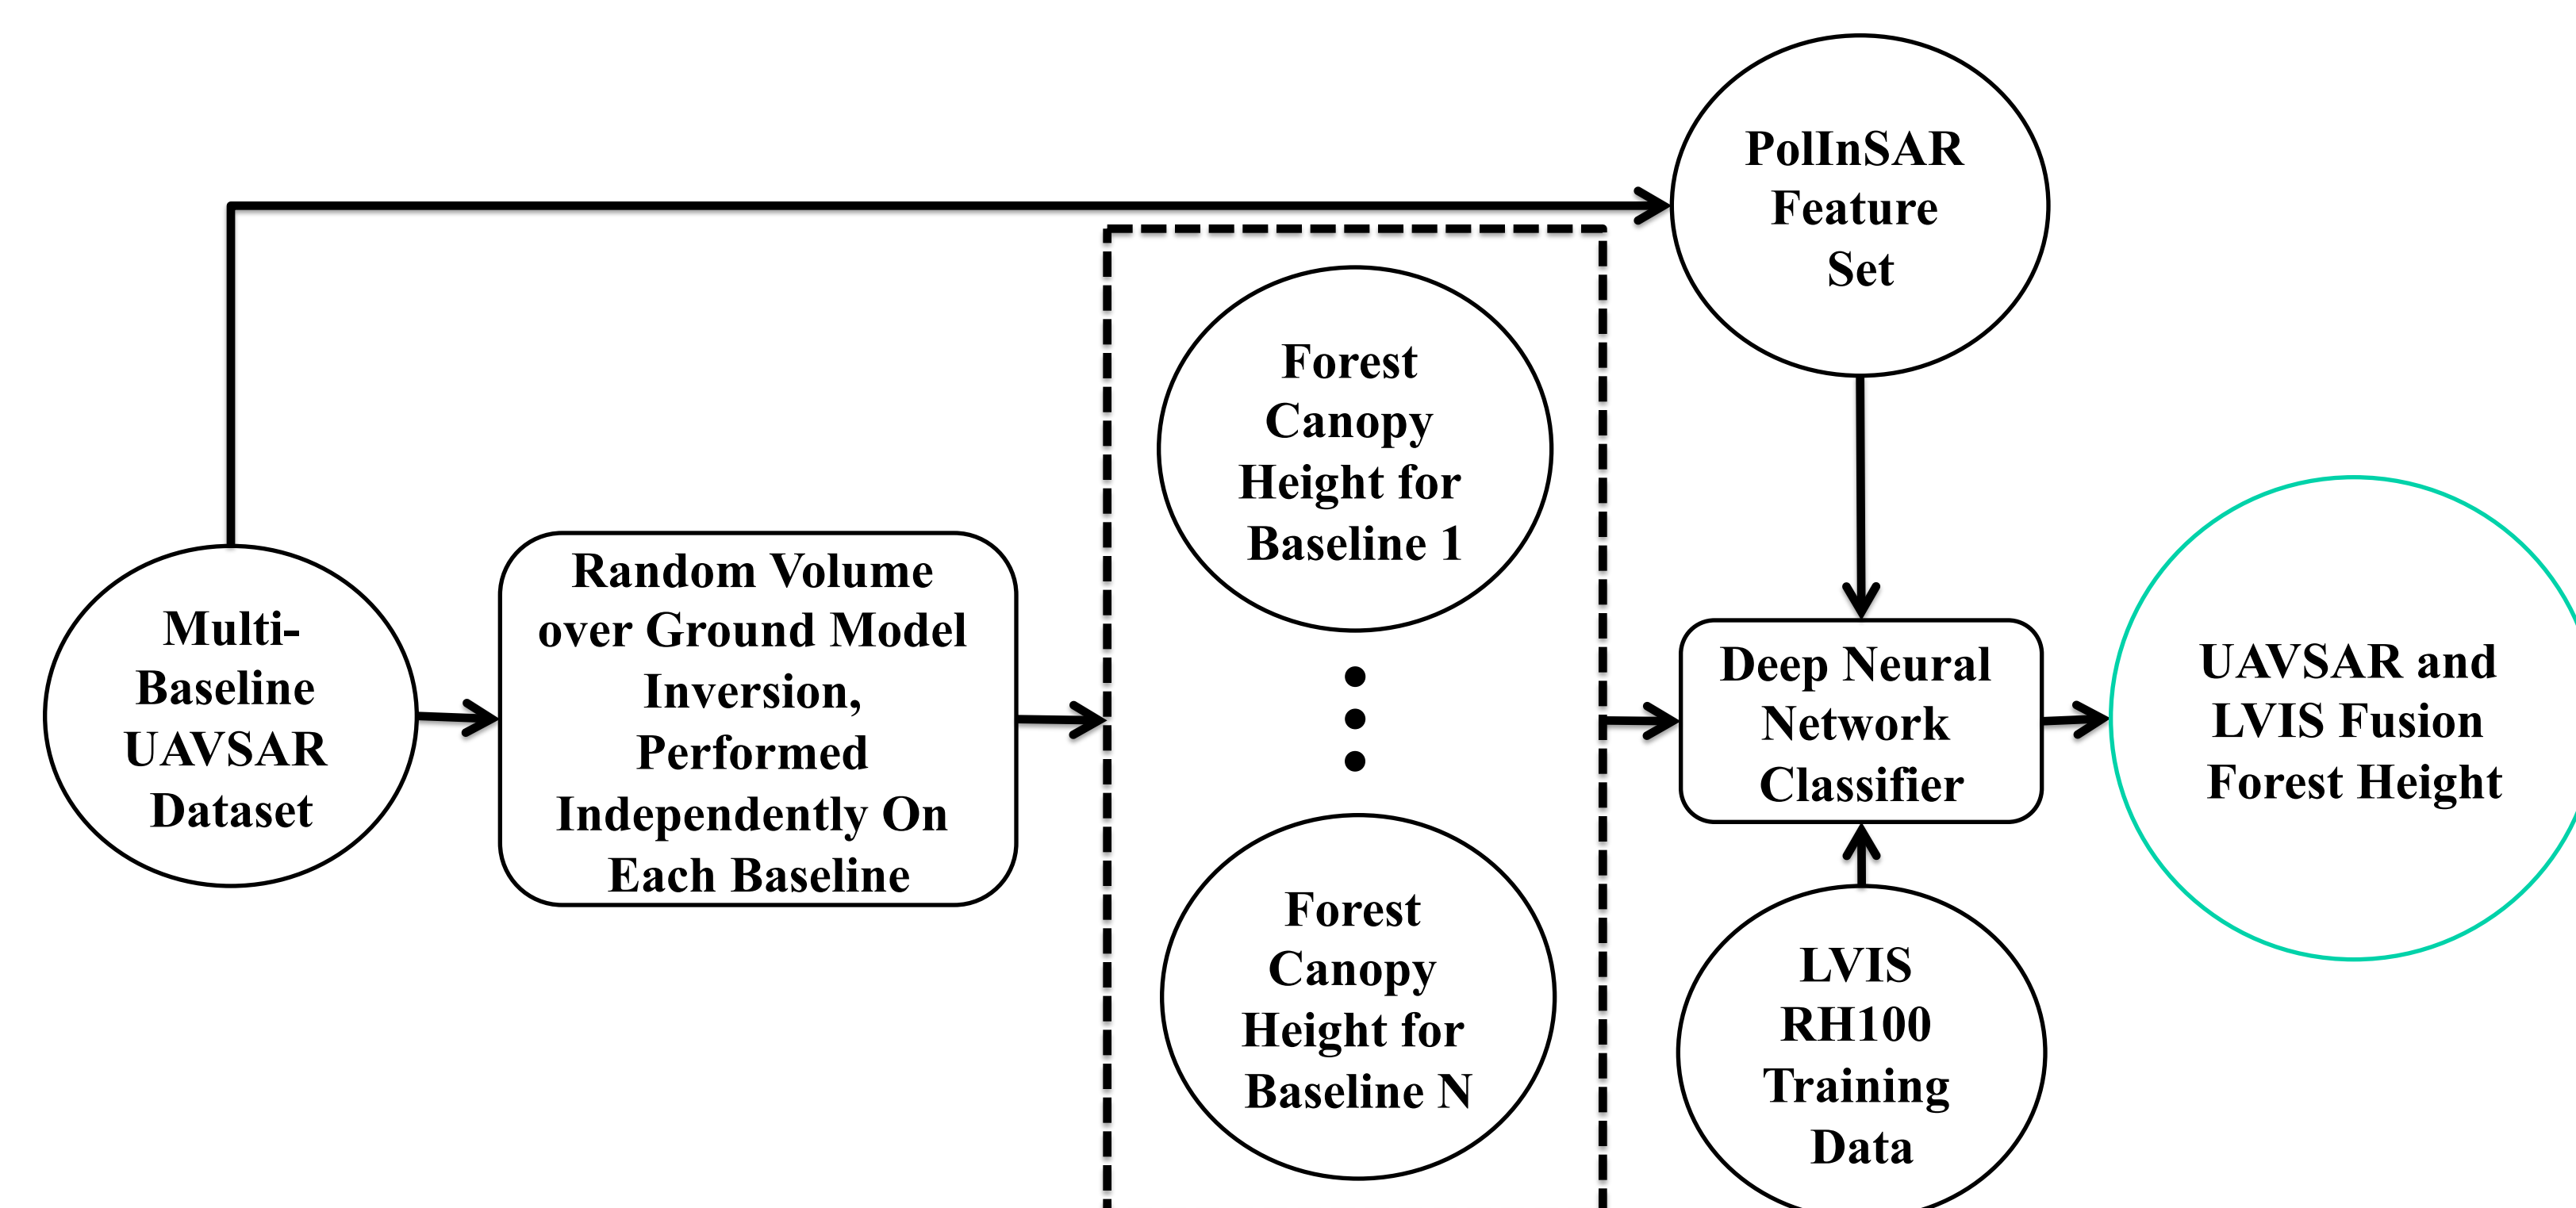 PolInSAR
Feature
Set
Forest
Canopy
Height for
Baseline 1
Multi-
Baseline
UAVSAR
Dataset
Random Volume
over Ground Model
Inversion,
Performed
Independently On
Each Baseline
Deep Neural
Network
Classifier
UAVSAR and
LVIS Fusion
Forest Height
Forest
Canopy
Height for
Baseline N
LVIS
RH100
Training
Data